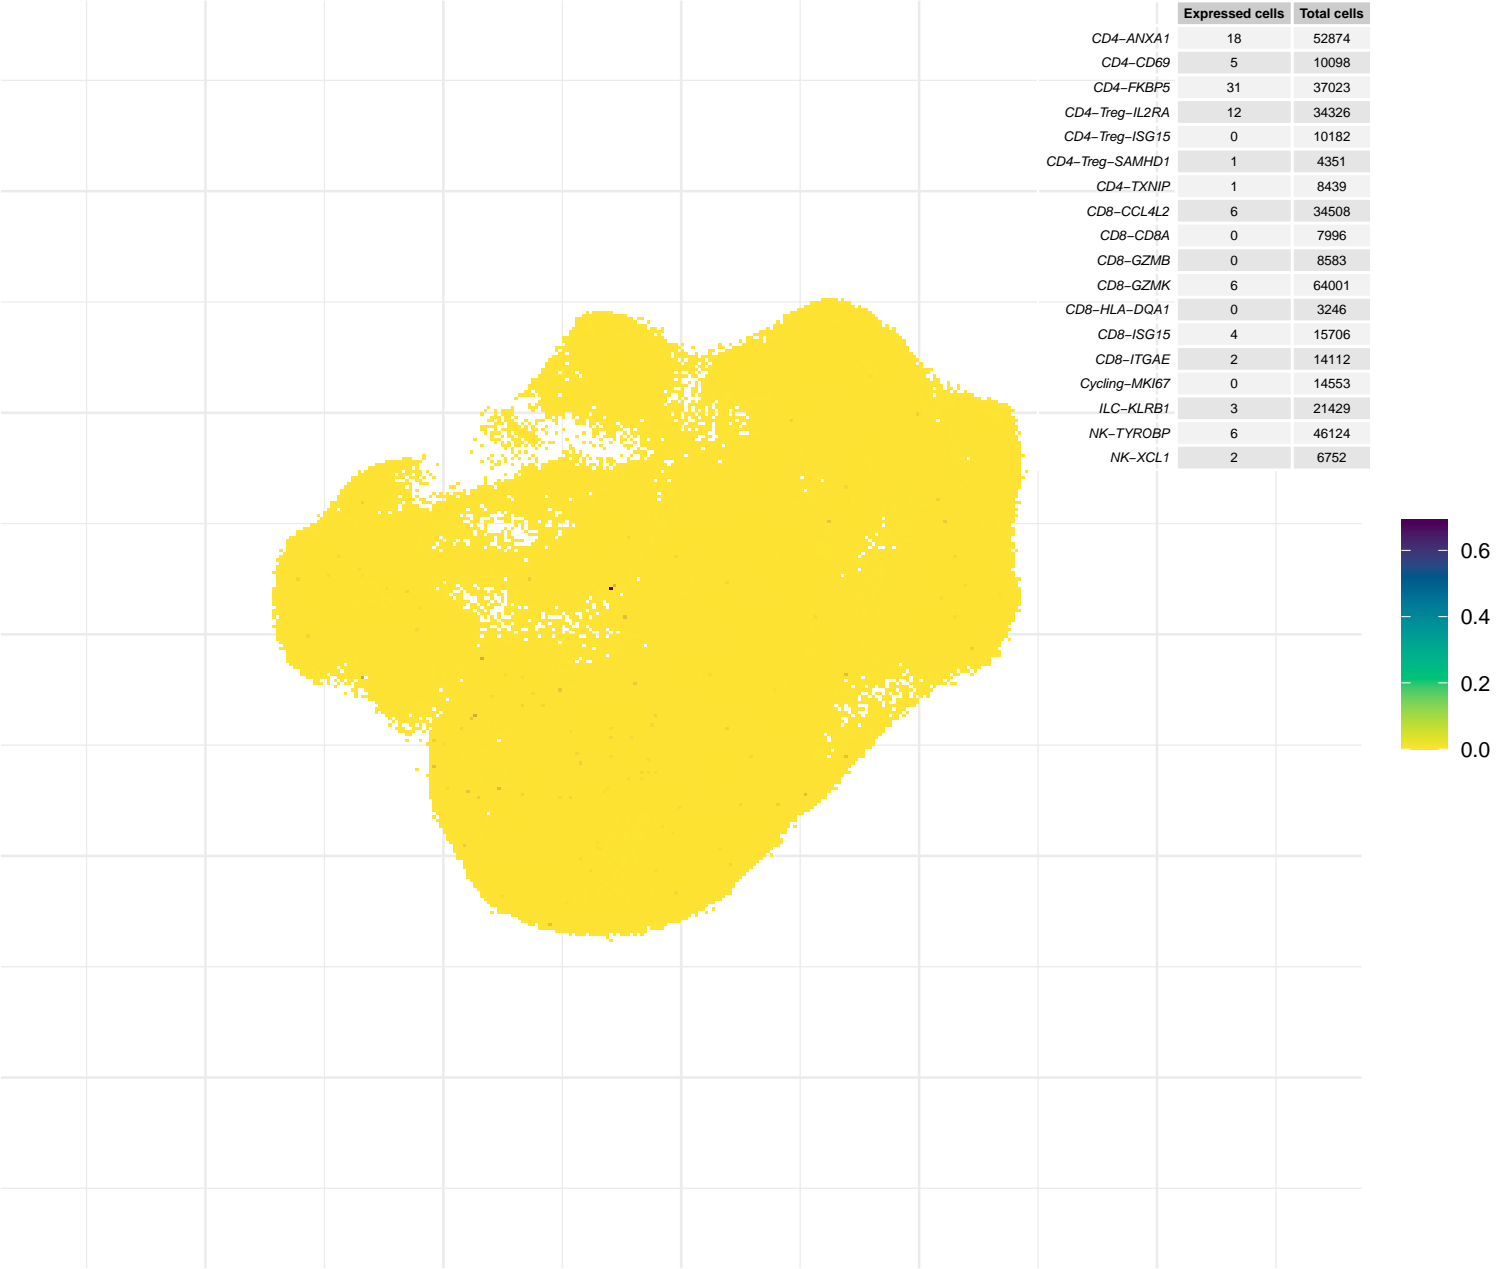 Expressed cells Total cells
CD4−ANXA1 18 52874
CD4−CD69 5 10098
CD4−FKBP5 31 37023
CD4−Treg−IL2RA 12 34326
CD4−Treg−ISG15 0 10182
CD4−Treg−SAMHD1 1 4351
CD4−TXNIP 1 8439
CD8−CCL4L2 6 34508
CD8−CD8A 0 7996
CD8−GZMB 0 8583
CD8−GZMK 6 64001
CD8−HLA−DQA1 0 3246
CD8−ISG15 4 15706
CD8−ITGAE 2 14112
Cycling−MKI67 0 14553
ILC−KLRB1 3 21429
NK−TYROBP 6 46124
NK−XCL1 2 6752
0.6
0.4
0.2
0.0